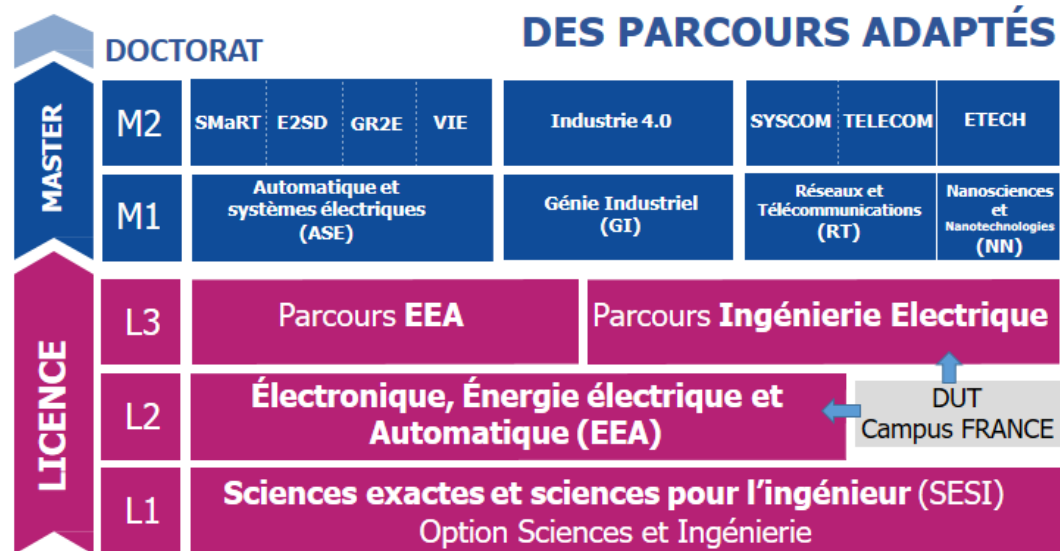 DES PARCOURS ADAPTÉS
DOCTORAT
MASTER
M2
SMaRT E2SD GR2E VIE
Industrie 4.0
SYSCOM TELECOM ETECH
M1
Automatique et
systèmes électriques
(ASE)
Génie Industriel
(GI)
Réseaux et
Télécommunications
(RT)
Nanosciences
et
Nanotechnologies
(NN)
LICENCE
L3
Parcours EEA
Parcours Ingénierie Electrique
L2
Électronique, Énergie électrique et
Automatique (EEA)
DUT
Campus FRANCE
L1
Sciences exactes et sciences pour l'ingénieur (SESI)
Option Sciences et Ingénierie